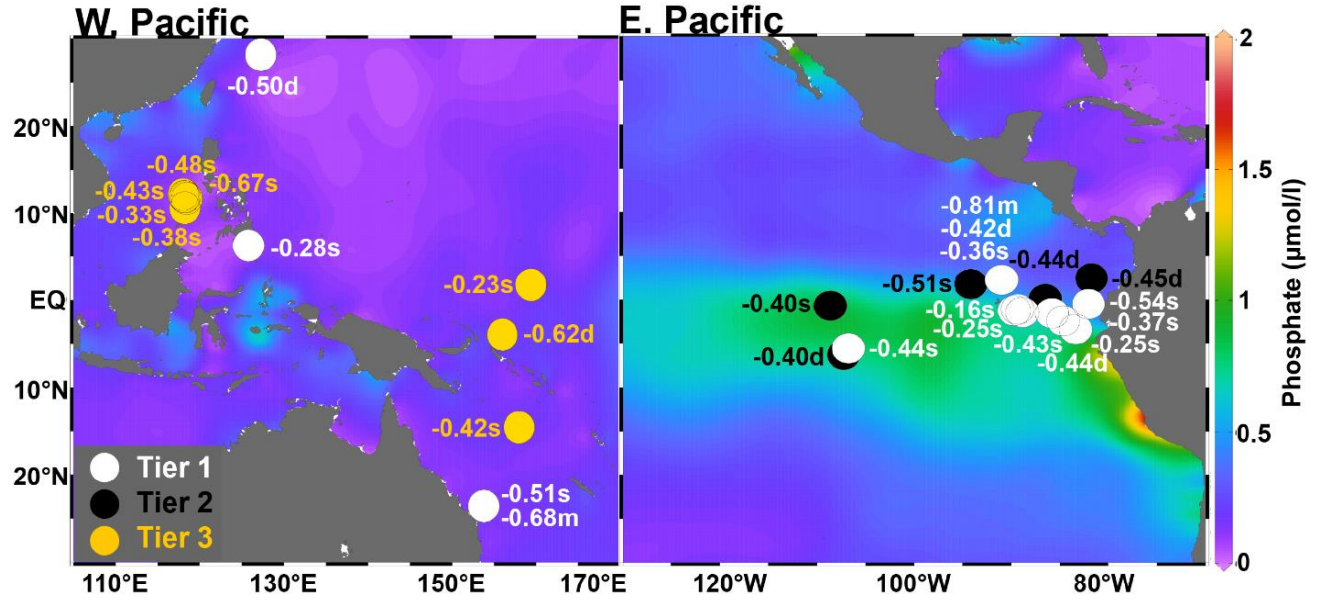 W. Pacific
-0.50d
20°N
-0.48s
-0.43s
-0.67s
-0.33s
10°N
-0.38s
-0.28s
-0.23s
EQ
-0.62d
10°N
-0.42s
Tier 1
20°N
-0.51s
-0.68m
Tier 2
Tier 3
110°E
130°E
150°E
170°E
E. Pacific
-0.81m
-0.42d
-0.36s
-0.44d
-0.51s
-0.45d
-0.40s
-0.16s
-0.54s
-0.25s
-0.37s
-0.43s
-0.25s
-0.44s
-0.40d
-0.44d
120°W
100°W
80°W
2
1.5
1
0.5
0
Phosphate (µmol/l)